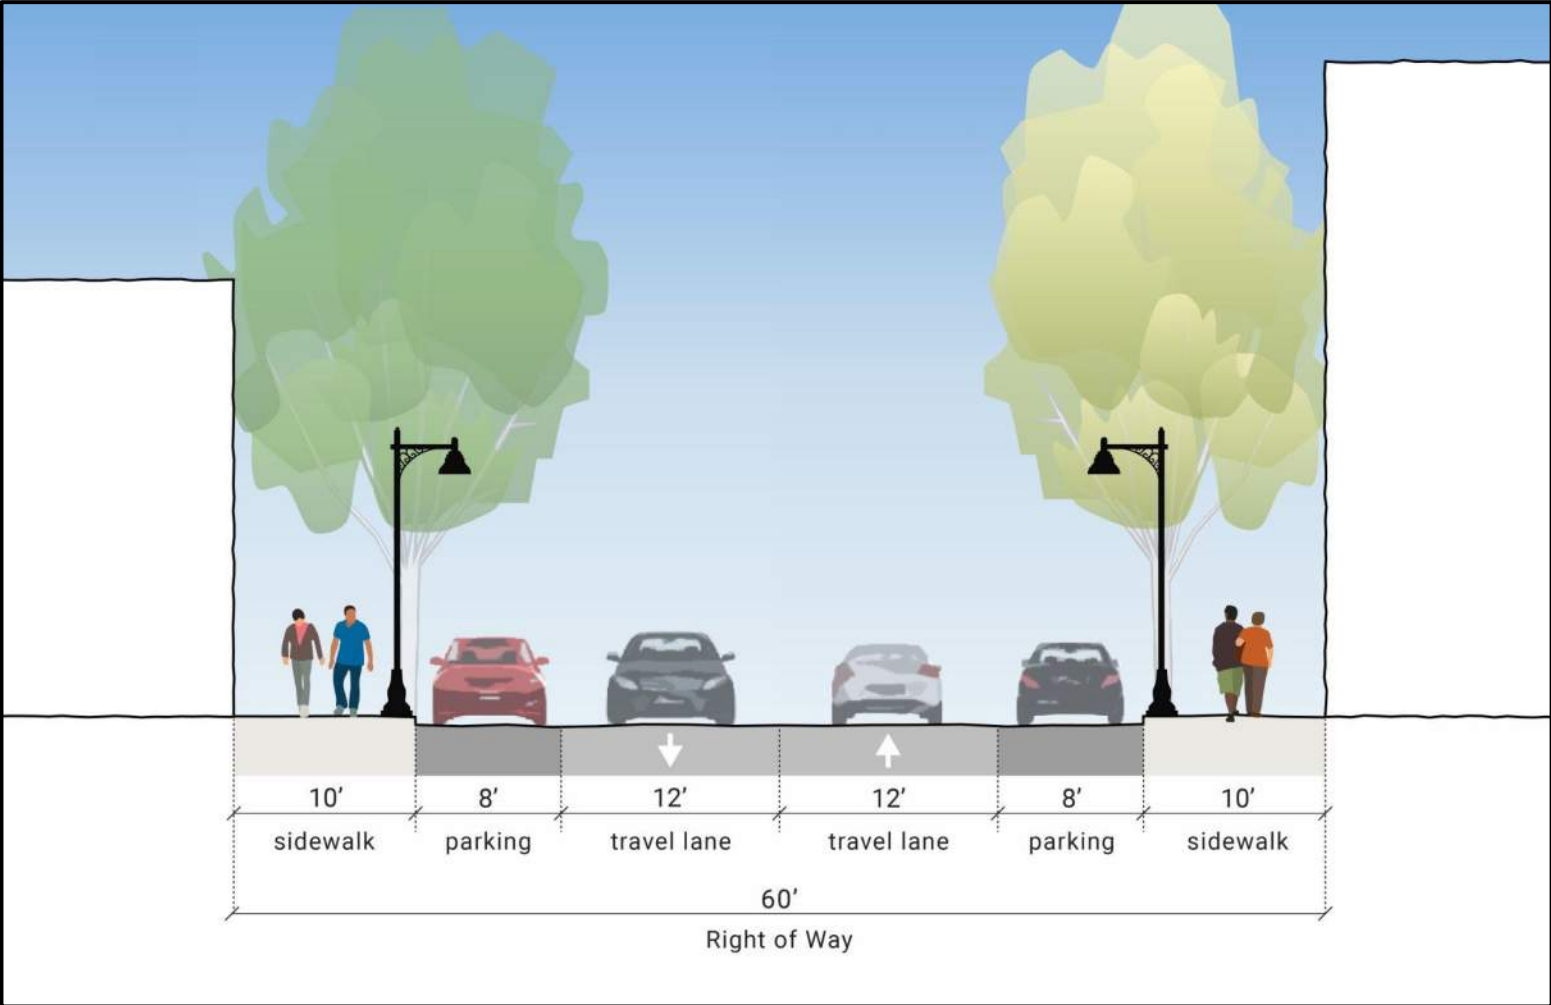 10’ 8’ 12’ 12’ 8’ 10’
sidewalk parking travel lane travel lane parking sidewalk
60’
Right of Way